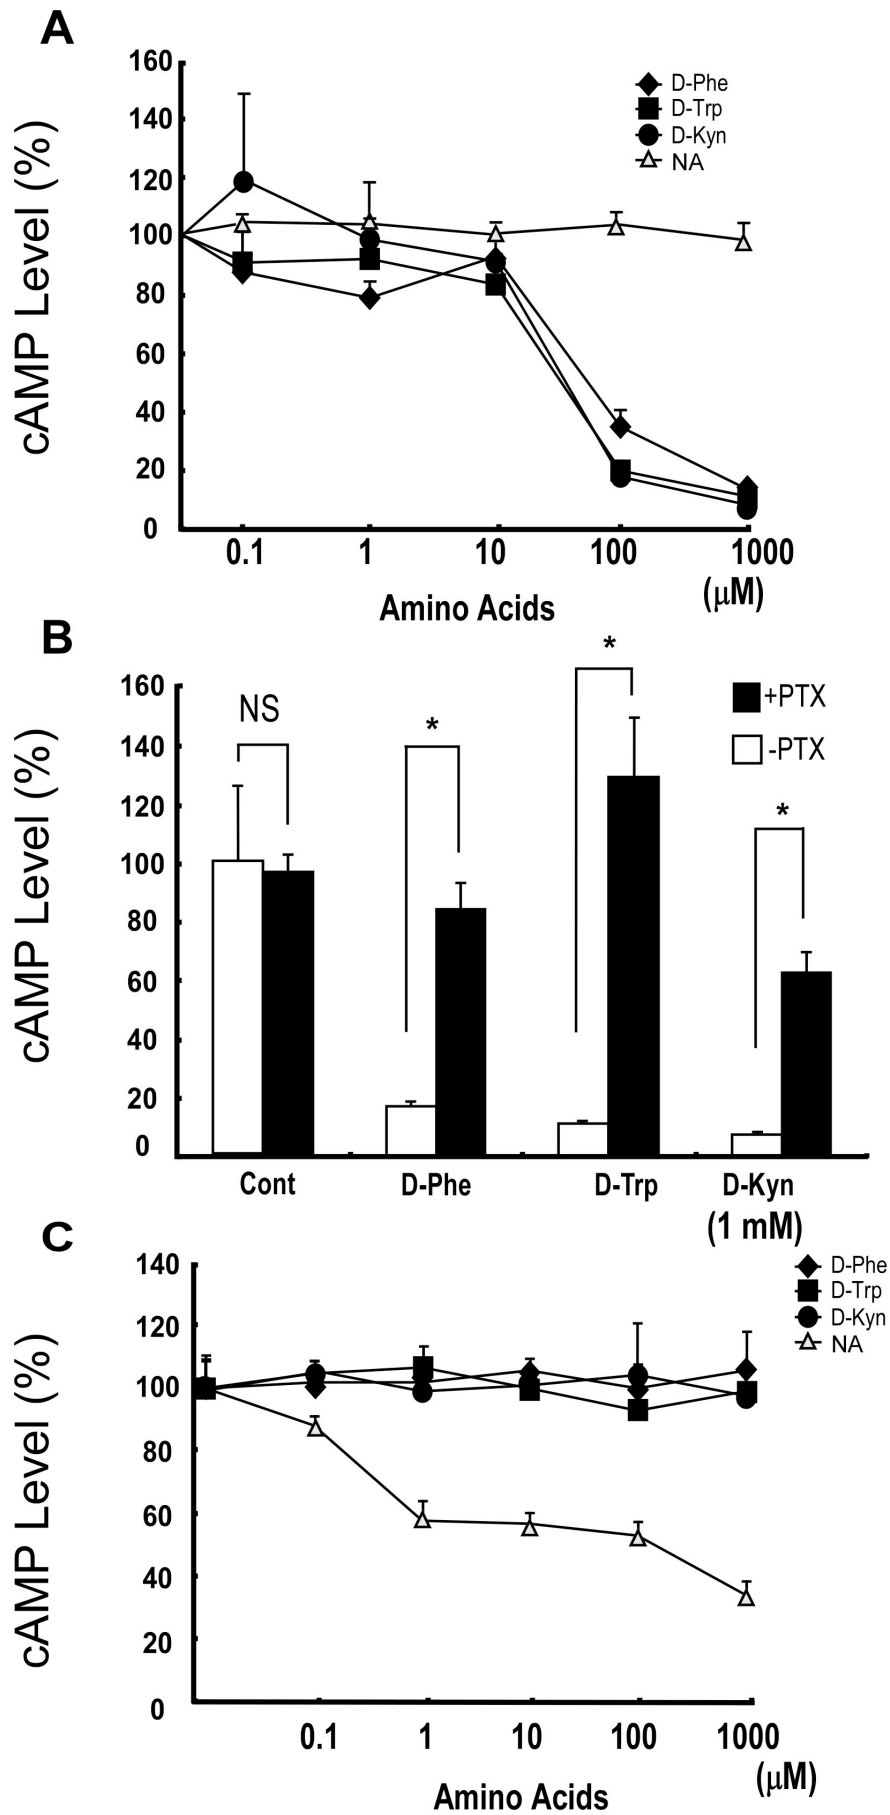 A
cAMP Level (%)
160
140
120
100
80
60
40
20
0
D-Phe
D-Trp
D-Kyn
NA
0.1 1 10 100 1000
(μM)
Amino Acids
B
cAMP Level (%)
160
140
120
100
80
60
40
20
0
NS
*
*
*
+PTX
-PTX
Cont D-Phe D-Trp D-Kyn
(1 mM)
C
cAMP Level (%)
140
120
100
80
60
40
20
0
D-Phe
D-Trp
D-Kyn
NA
0.1 1 10 100 1000
(μM)
Amino Acids